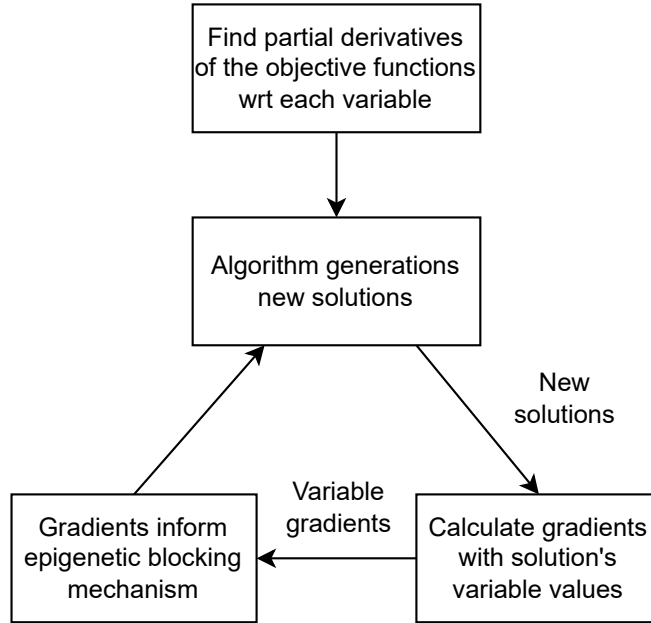 Find partial derivatives
of the objective functions
wrt each variable
Algorithm generations
new solutions
New
solutions
Variable
gradients
Gradients inform
epigenetic blocking
mechanism
Calculate gradients
with solution's
variable values